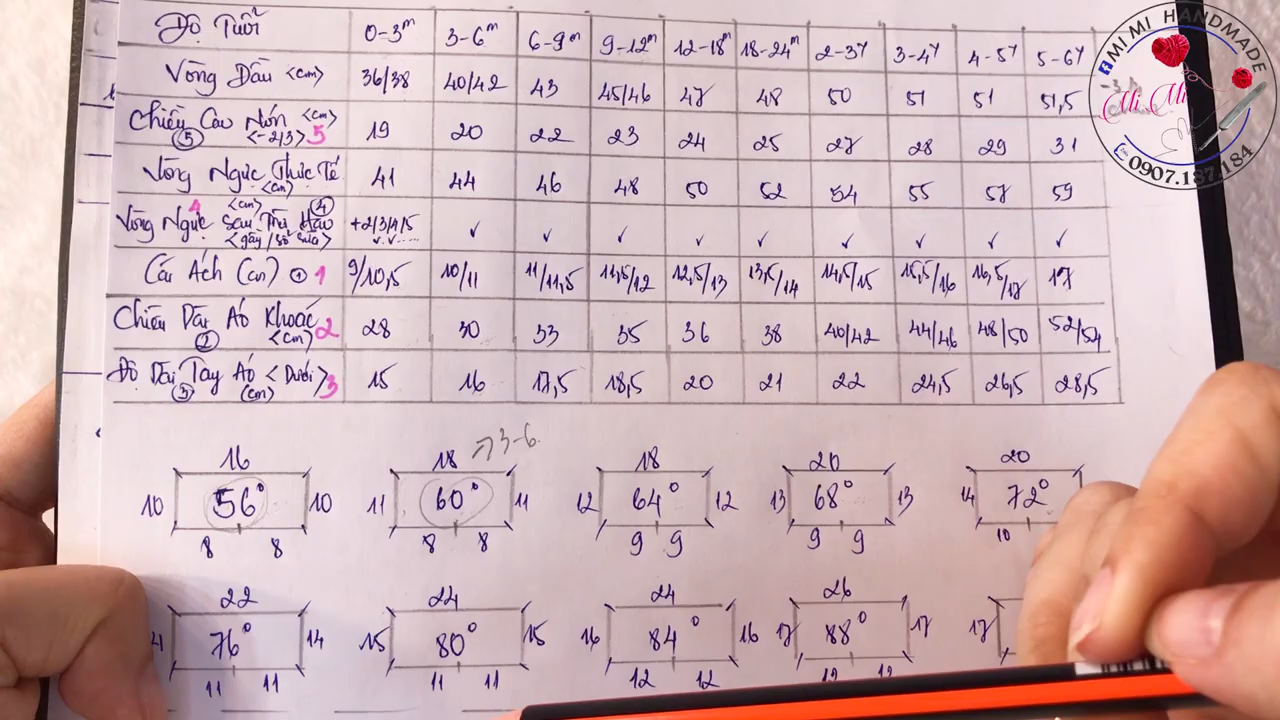 Độ Tuổi 0-3m 3-6m 6-9m 9-12m 12-18m 18-24m 2-3y 3-4y 4-5y 5-6y
Vòng Đầu <cm> 36/38 40/42 43 45/46 47 48 50 51 51 51,5
Chiều Cao Nón <cm> <-2|3> 5 5 19 20 22 23 24 25 27 28 29 31
Vòng Ngực Thực Tế <cm> 41 44 46 48 50 52 54 55 57 59
Vòng Ngực 4 <cm> Sau Trừ Hao 4 +2/3/4/5 ✓ ✓ ✓ ✓ ✓ ✓ ✓ ✓ ✓
Cái Ách (cm) 1 9/10,5 10/11 11/11,5 11,5/12 12,5/13 13,5/14 14,5/15 15,5/16 16,5/17 17
Chiều Dài Áo Khoác 2 2 <cm> 28 30 33 35 36 38 40/42 44/46 48/50 52/54
Độ Dài Tay Áo <Dưới> 3 3 (cm) 15 16 17,5 18,5 20 21 22 24,5 26,5 28,5
16 18 →3-6 18 20 20
10 56° 10 11 60° 11 12 64° 12 13 68° 13 14 72°
8 8 8 8 9 9 9 9 10
22 24 24 26
76° 14 15 80° 15 16 84° 16 17 88° 17 17
11 11 11 11 12 12
MI MI HANDMADE
Mi Mi
0907.187.184